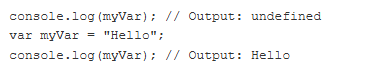 console.log(myVar); // Output: undefined
var myVar = "Hello";
console.log(myVar); // Output: Hello